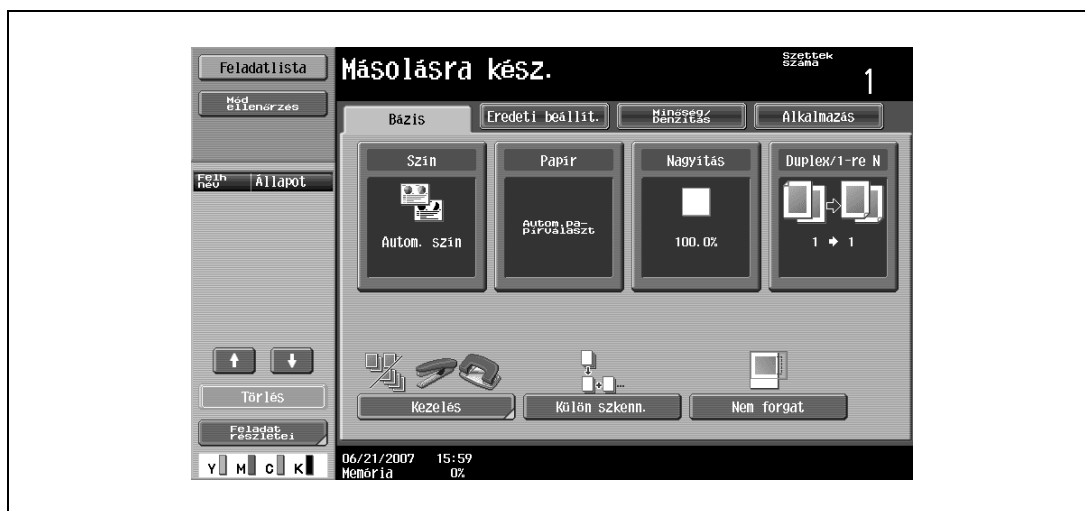 Feladatlista
Mód
ellenőrzés
Felh
név
Állapot
Törlés
Feladat
részletei
Y M C K
Másolásra kész.
Szettek
száma
1
Bázis
Eredeti beállít.
Minőség/
Denzitás
Alkalmazás
Szín
Papír
Nagyítás
Duplex/1-re N
Autom. szín
Autom.pa-
pírválaszt
100.0%
1 → 1
Kezelés
Külön szkenn.
Nem forgat
06/21/2007 15:59
Memória 0%